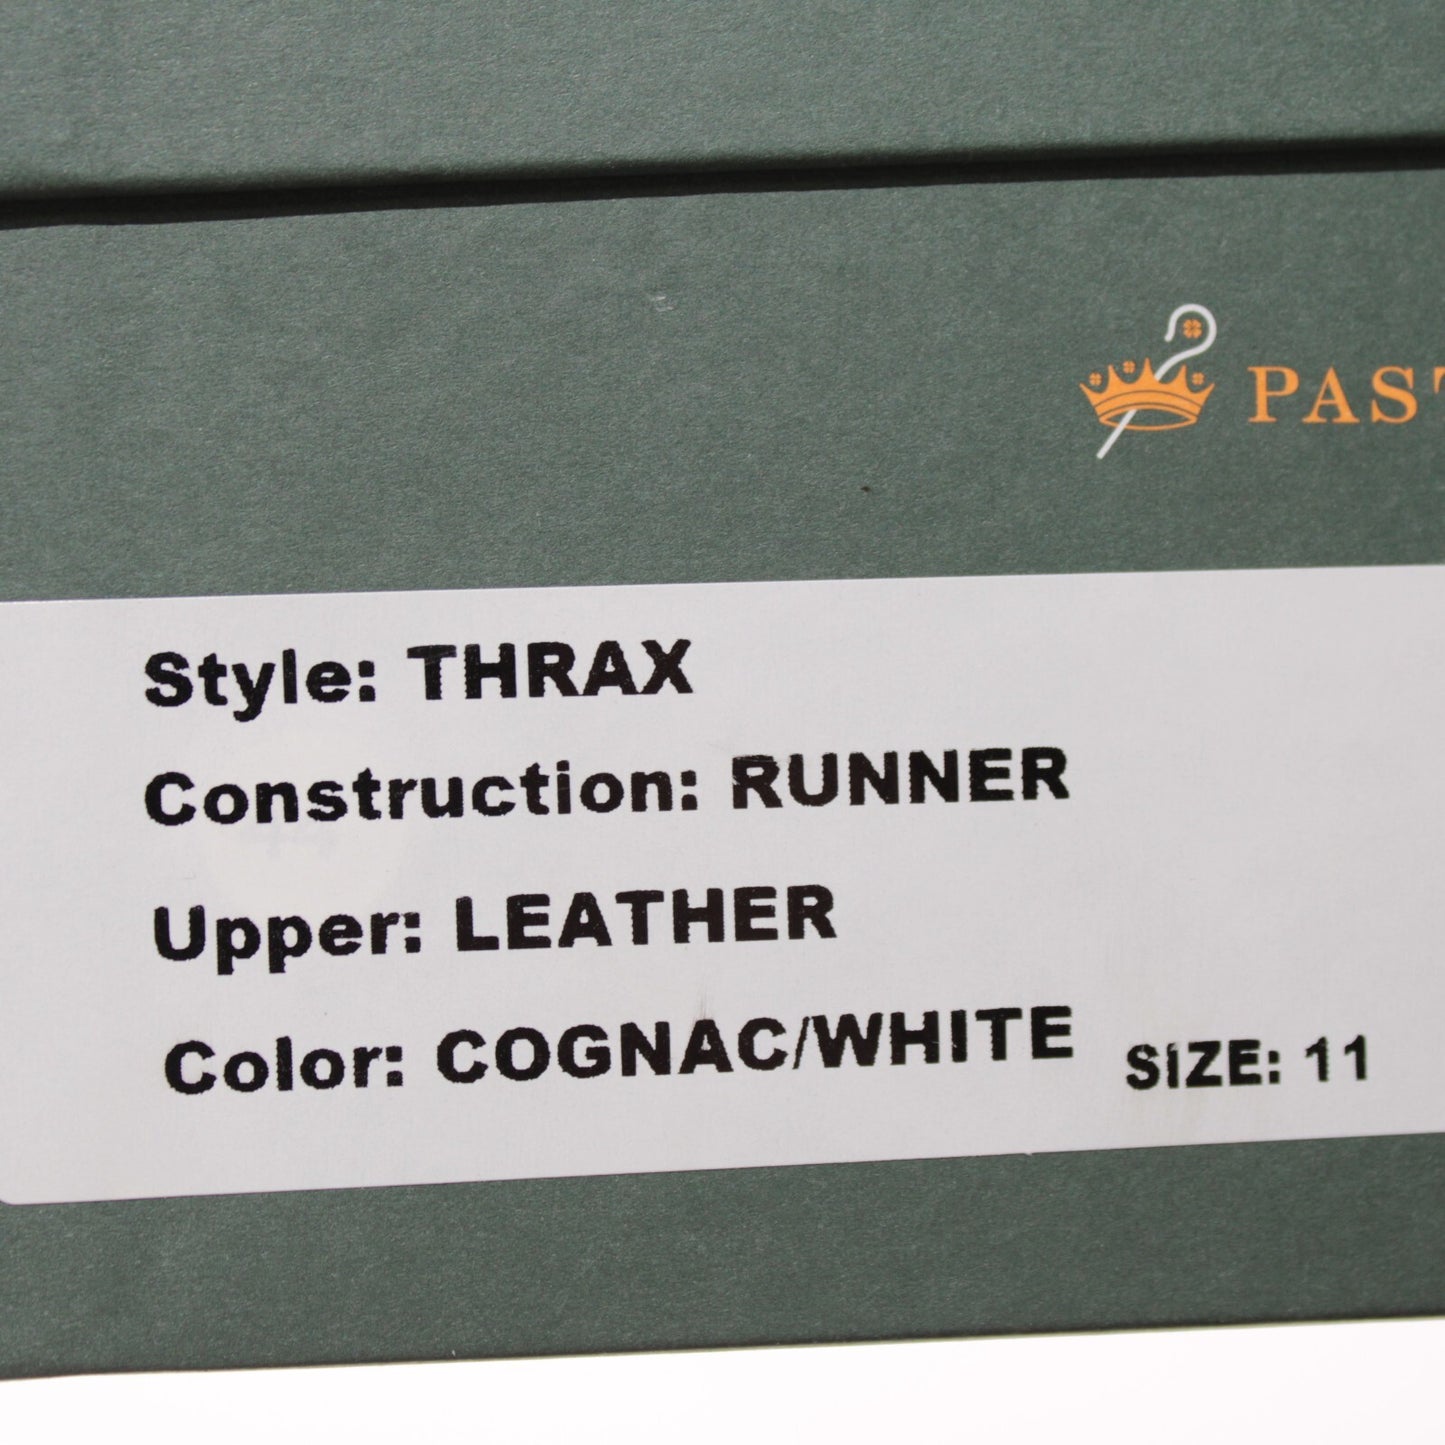 PAST
Style: THRAX
Construction: RUNNER
Upper: LEATHER
Color: COGNAC/WHITE
SIZE: 11